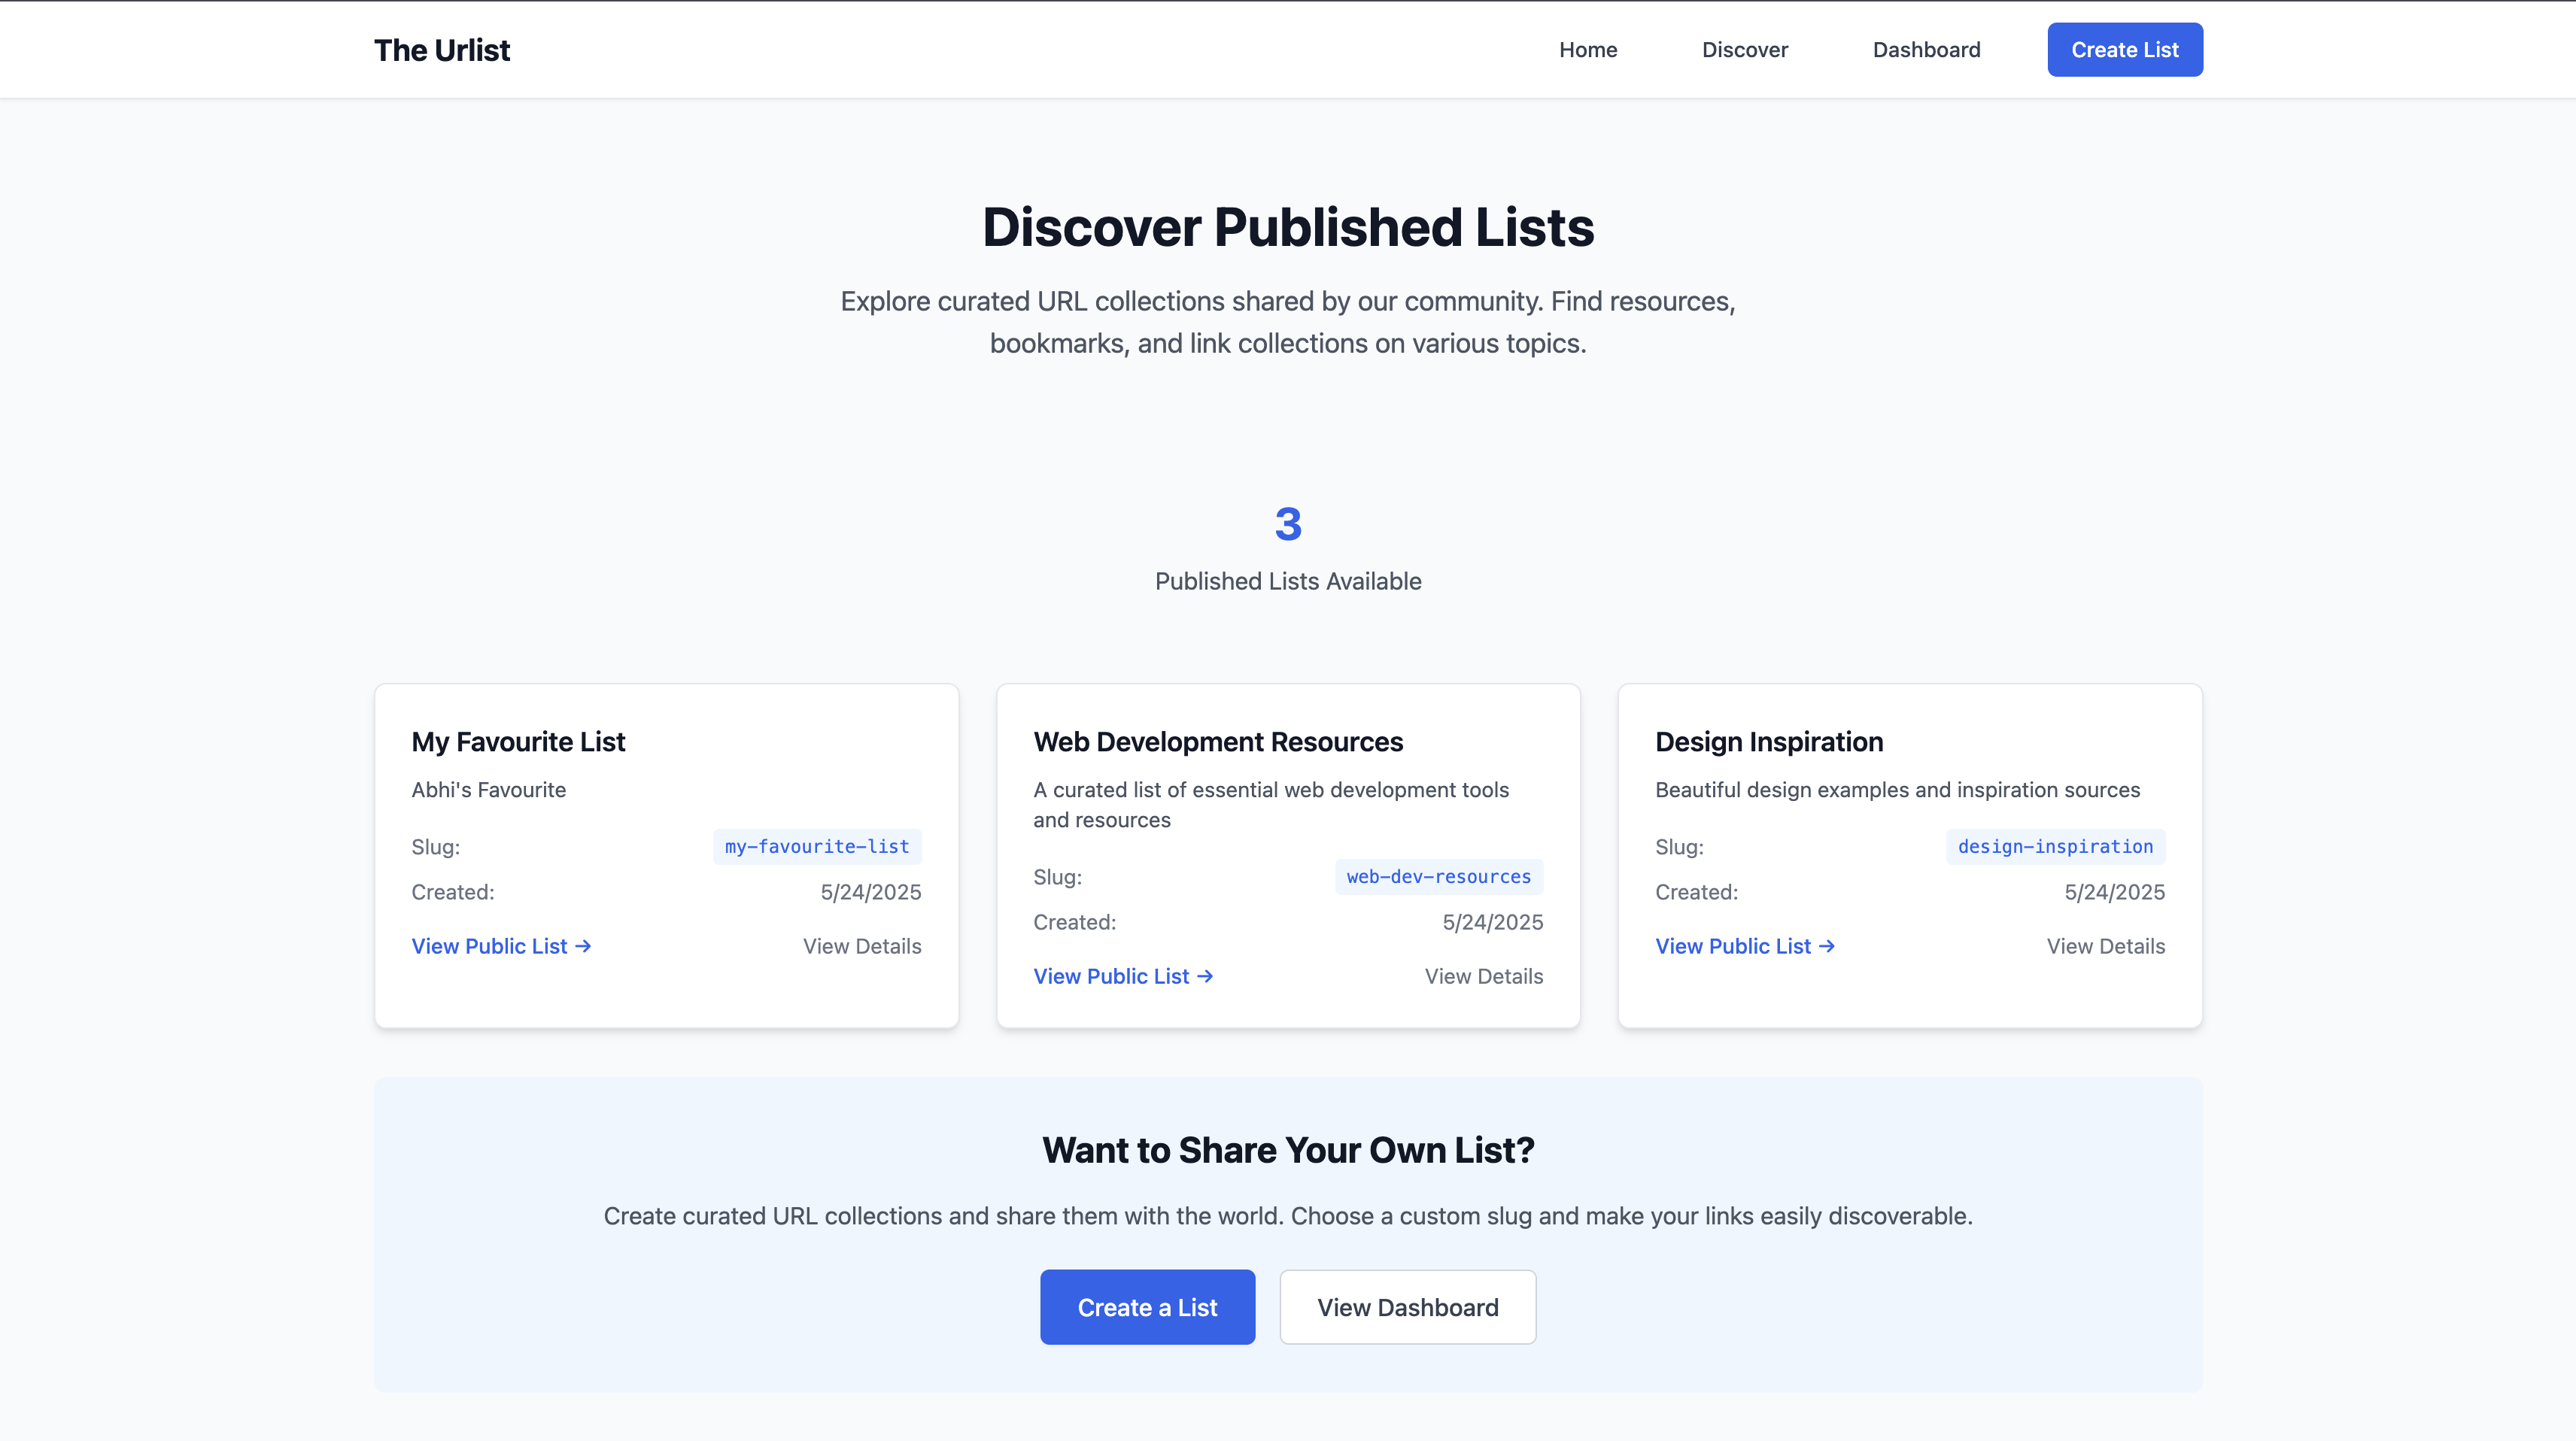 The Urlist
Home
Discover
Dashboard
Create List
Discover Published Lists
Explore curated URL collections shared by our community. Find resources,
bookmarks, and link collections on various topics.
3
Published Lists Available
My Favourite List
Abhi's Favourite
Slug:
my-favourite-list
Created:
5/24/2025
View Public List →
View Details
Web Development Resources
A curated list of essential web development tools
and resources
Slug:
web-dev-resources
Created:
5/24/2025
View Public List →
View Details
Design Inspiration
Beautiful design examples and inspiration sources
Slug:
design-inspiration
Created:
5/24/2025
View Public List →
View Details
Want to Share Your Own List?
Create curated URL collections and share them with the world. Choose a custom slug and make your links easily discoverable.
Create a List
View Dashboard